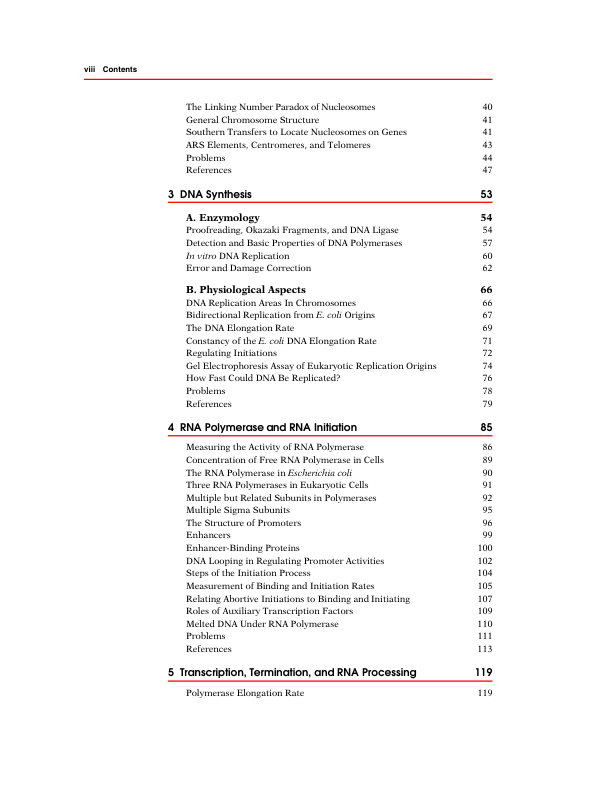 viii Contents
The Linking Number Paradox of Nucleosomes 40
General Chromosome Structure 41
Southern Transfers to Locate Nucleosomes on Genes 41
ARS Elements, Centromeres, and Telomeres 43
Problems 44
References 47
3 DNA Synthesis 53
A. Enzymology 54
Proofreading, Okazaki Fragments, and DNA Ligase 54
Detection and Basic Properties of DNA Polymerases 57
In vitro DNA Replication 60
Error and Damage Correction 62
B. Physiological Aspects 66
DNA Replication Areas In Chromosomes 66
Bidirectional Replication from E. coli Origins 67
The DNA Elongation Rate 69
Constancy of the E. coli DNA Elongation Rate 71
Regulating Initiations 72
Gel Electrophoresis Assay of Eukaryotic Replication Origins 74
How Fast Could DNA Be Replicated? 76
Problems 78
References 79
4 RNA Polymerase and RNA Initiation 85
Measuring the Activity of RNA Polymerase 86
Concentration of Free RNA Polymerase in Cells 89
The RNA Polymerase in Escherichia coli 90
Three RNA Polymerases in Eukaryotic Cells 91
Multiple but Related Subunits in Polymerases 92
Multiple Sigma Subunits 95
The Structure of Promoters 96
Enhancers 99
Enhancer-Binding Proteins 100
DNA Looping in Regulating Promoter Activities 102
Steps of the Initiation Process 104
Measurement of Binding and Initiation Rates 105
Relating Abortive Initiations to Binding and Initiating 107
Roles of Auxiliary Transcription Factors 109
Melted DNA Under RNA Polymerase 110
Problems 111
References 113
5 Transcription, Termination, and RNA Processing 119
Polymerase Elongation Rate 119